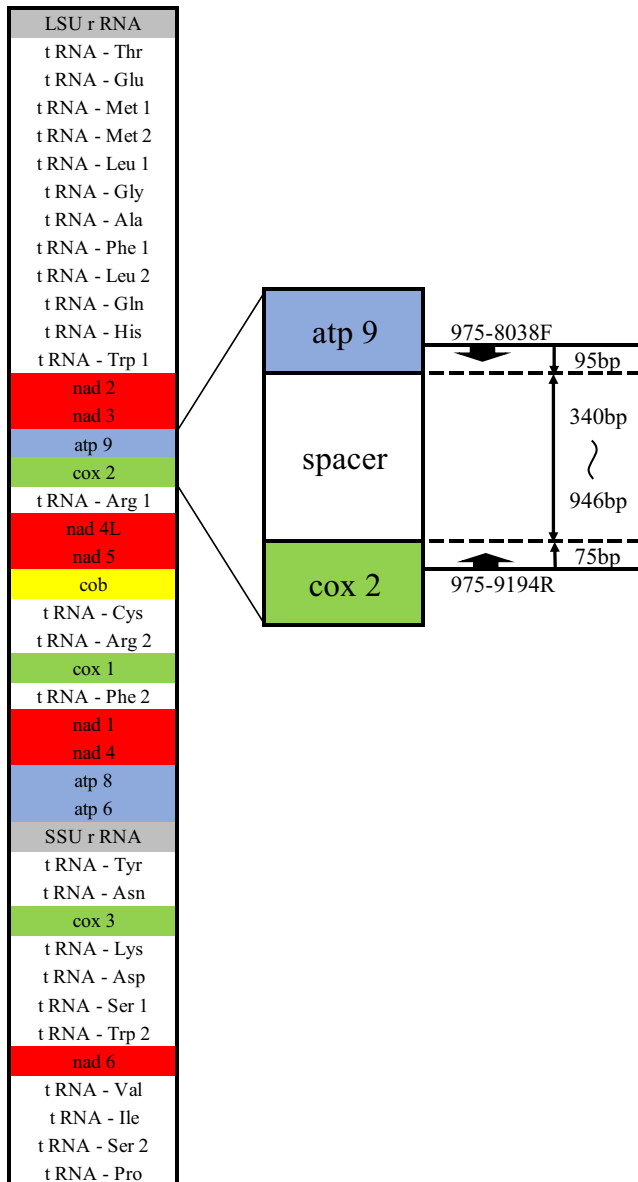 LSU r RNA
t RNA - Thr
t RNA - Glu
t RNA - Met 1
t RNA - Met 2
t RNA - Leu 1
t RNA - Gly
t RNA - Ala
t RNA - Phe 1
t RNA - Leu 2
t RNA - Gln
t RNA - His
t RNA - Trp 1
nad 2
nad 3
atp 9
cox 2
t RNA - Arg 1
nad 4L
nad 5
cob
t RNA - Cys
t RNA - Arg 2
cox 1
t RNA - Phe 2
nad 1
nad 4
atp 8
atp 6
SSU r RNA
t RNA - Tyr
t RNA - Asn
cox 3
t RNA - Lys
t RNA - Asp
t RNA - Ser 1
t RNA - Trp 2
nad 6
t RNA - Val
t RNA - Ile
t RNA - Ser 2
t RNA - Pro
atp 9
spacer
cox 2
975-8038F
95bp
340bp
946bp
75bp
975-9194R